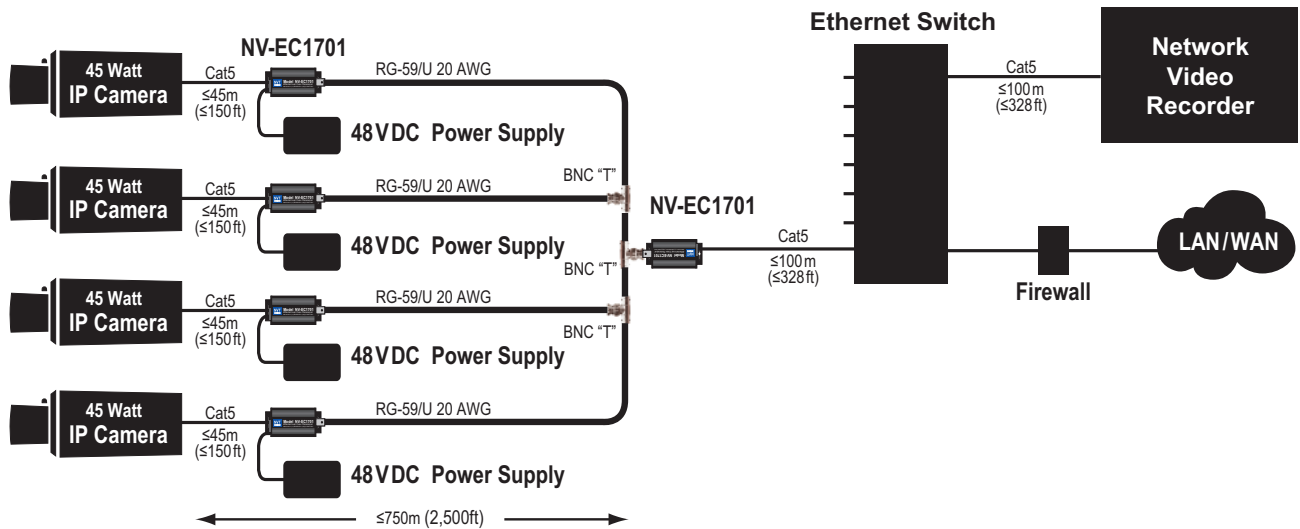 Ethernet Switch
Network
Video
Recorder
Cat5
≤100m
(≤328ft)
NV-EC1701
45 Watt
IP Camera
Cat5
≤45m
(≤150ft)
RG-59/U 20 AWG
48VDC Power Supply
BNC “T”
45 Watt
IP Camera
Cat5
≤45m
(≤150ft)
RG-59/U 20 AWG
48VDC Power Supply
NV-EC1701
Cat5
≤100m
(≤328ft)
LAN/WAN
Firewall
BNC “T”
45 Watt
IP Camera
Cat5
≤45m
(≤150ft)
RG-59/U 20 AWG
48VDC Power Supply
BNC “T”
45 Watt
IP Camera
Cat5
≤45m
(≤150ft)
RG-59/U 20 AWG
48VDC Power Supply
≤750m (2,500ft)